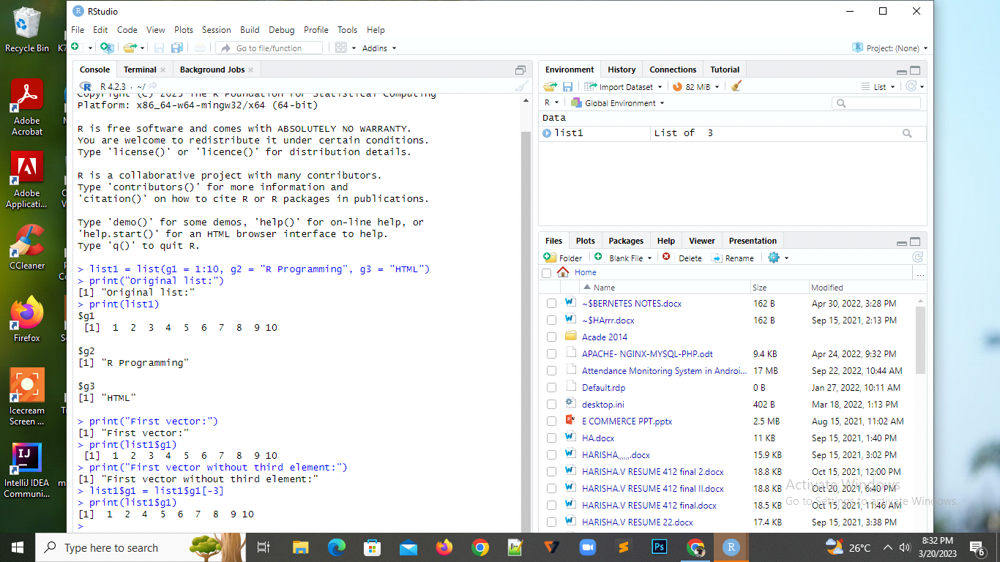 RStudio
File Edit Code View Plots Session Build Debug Profile Tools Help
Go to file/function
Addins
Project: (None)
Console Terminal Background Jobs
R 4.2.3 · ~/
Copyright (C) 2023 The R Foundation for Statistical Computing
Platform: x86_64-w64-mingw32/x64 (64-bit)
R is free software and comes with ABSOLUTELY NO WARRANTY.
You are welcome to redistribute it under certain conditions.
Type 'license()' or 'licence()' for distribution details.
R is a collaborative project with many contributors.
Type 'contributors()' for more information and
'citation()' on how to cite R or R packages in publications.
Type 'demo()' for some demos, 'help()' for on-line help, or
'help.start()' for an HTML browser interface to help.
Type 'q()' to quit R.
> list1 = list(g1 = 1:10, g2 = "R Programming", g3 = "HTML")
> print("Original list:")
[1] "Original list:"
> print(list1)
$g1
[1] 1 2 3 4 5 6 7 8 9 10
$g2
[1] "R Programming"
$g3
[1] "HTML"
> print("First vector:")
[1] "First vector:"
> print(list1$g1)
[1] 1 2 3 4 5 6 7 8 9 10
> print("First vector without third element:")
[1] "First vector without third element:"
> list1$g1 = list1$g1[-3]
> print(list1$g1)
[1] 1 2 4 5 6 7 8 9 10
>
Environment History Connections Tutorial
Import Dataset 82 MiB List
R Global Environment
Data
list1 List of 3
Files Plots Packages Help Viewer Presentation
Folder Blank File Delete Rename
Home ...
Name Size Modified
~$BERNETES NOTES.docx 162 B Apr 30, 2022, 3:28 PM
~$HArrr.docx 162 B Sep 15, 2021, 2:13 PM
Acade 2014
APACHE- NGINX-MYSQL-PHP.odt 9.4 KB Apr 24, 2022, 9:32 PM
Attendance Monitoring System in Androi... 17 MB Sep 22, 2022, 10:44 AM
Default.rdp 0 B Jan 27, 2022, 10:11 AM
desktop.ini 402 B Mar 18, 2022, 1:13 PM
E COMMERCE PPT.pptx 2.5 MB Aug 15, 2021, 11:02 AM
HA.docx 11 KB Sep 15, 2021, 1:40 PM
HARISHA,,,,,,.docx 15.9 KB Sep 15, 2021, 3:02 PM
HARISHA.V RESUME 412 final 2.docx 18.8 KB Oct 15, 2021, 12:00 PM
HARISHA.V RESUME 412 final II.docx 18.8 KB Oct 20, 2021, 6:40 PM
HARISHA.V RESUME 412 final.docx 18.5 KB Oct 15, 2021, 11:46 AM
HARISHA.V RESUME 22.docx 17.4 KB Sep 15, 2021, 3:38 PM
Activate Windows
Go to Settings to activate Windows.
Recycle Bin
K7
Adobe
Acrobat
Adobe
Applicati...
CCleaner
Firefox
Icecream
Screen ...
IntelliJ IDEA
Communi...
Type here to search
Ps
26°C
8:32 PM
3/20/2023
6